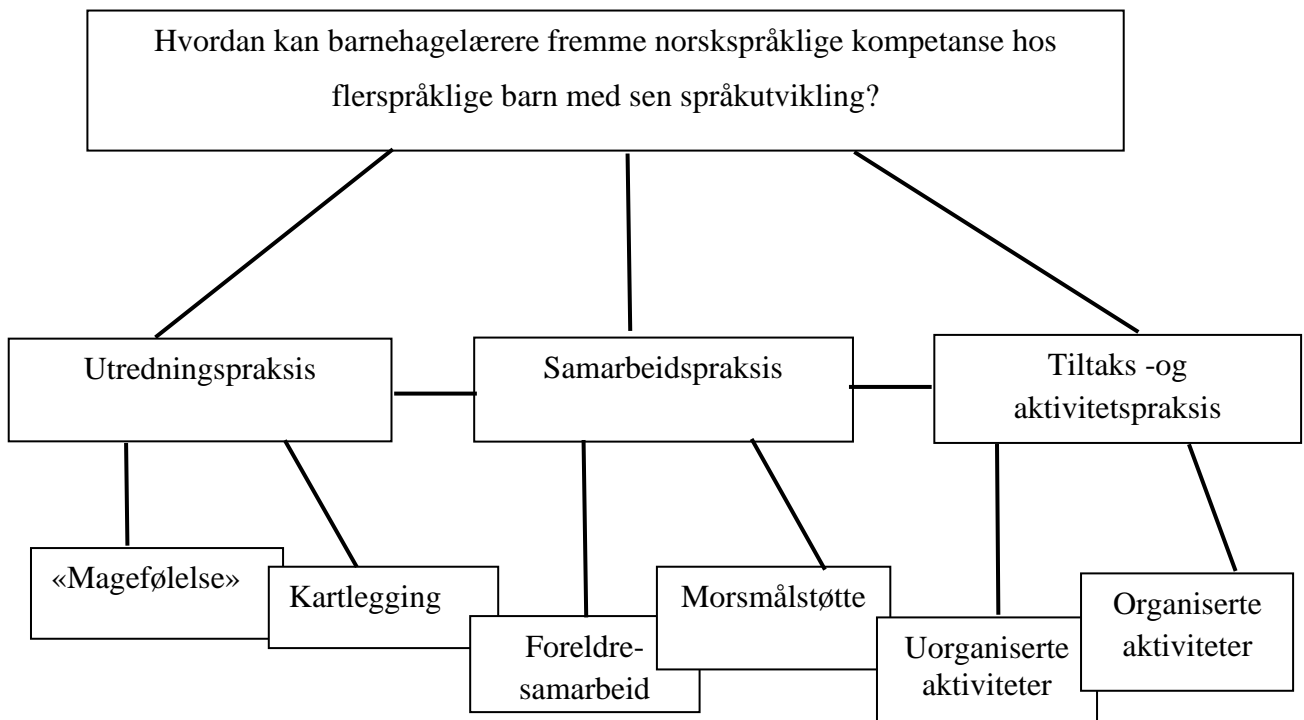 Hvordan kan barnehagelærere fremme norskspråklige kompetanse hos
flerspråklige barn med sen språkutvikling?
Utredningspraksis
Samarbeidspraksis
Tiltaks -og
aktivitetspraksis
«Magefølelse»
Kartlegging
Foreldre-
samarbeid
Morsmålstøtte
Uorganiserte
aktiviteter
Organiserte
aktiviteter